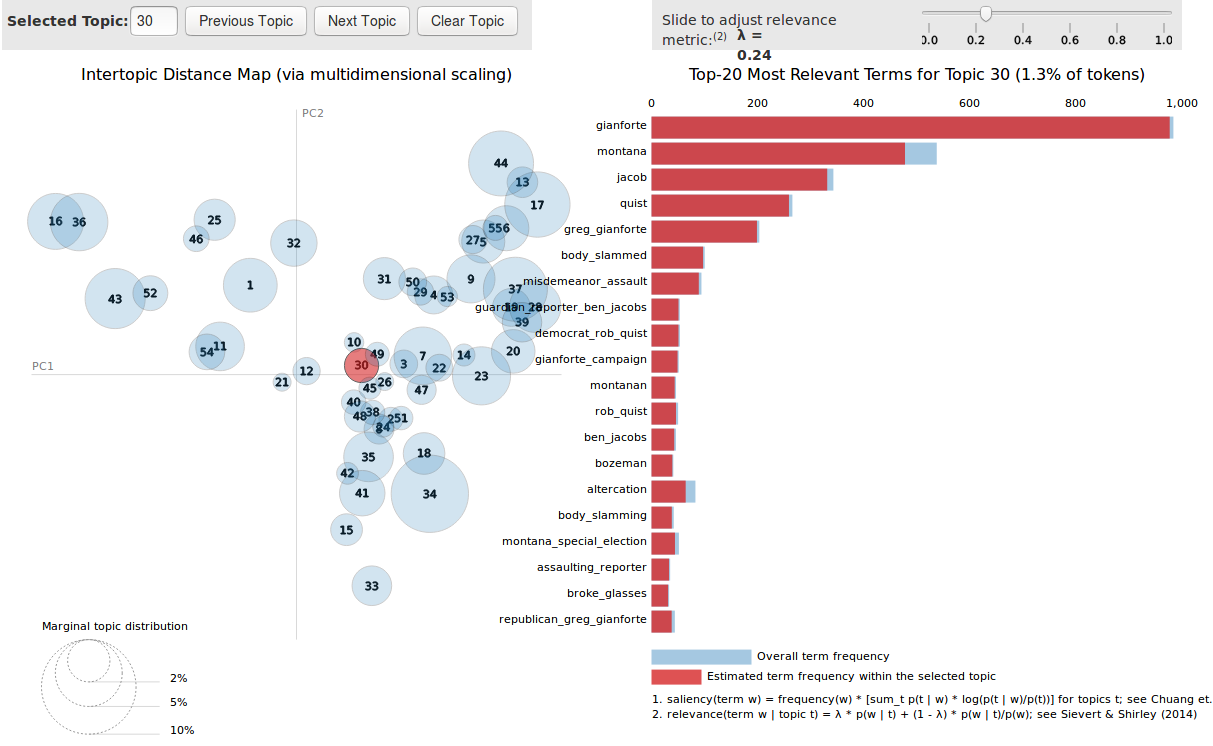 Selected Topic: 30 Previous Topic Next Topic Clear Topic
Slide to adjust relevance
metric:(2) λ =
0.24
0.0 0.2 0.4 0.6 0.8 1.0
Intertopic Distance Map (via multidimensional scaling)
PC2
PC1
44
13
17
16
36
25
46
32
556
275
1
31
50
29
4
53
9
37
28
39
43
52
54
11
10
49
30
7
3
22
14
20
23
12
21
45
26
47
40
48
38
251
24
35
18
42
41
34
15
33
Marginal topic distribution
2%
5%
10%
Top-20 Most Relevant Terms for Topic 30 (1.3% of tokens)
0 200 400 600 800 1,000
gianforte
montana
jacob
quist
greg_gianforte
body_slammed
misdemeanor_assault
guardian_reporter_ben_jacobs
democrat_rob_quist
gianforte_campaign
montanan
rob_quist
ben_jacobs
bozeman
altercation
body_slamming
montana_special_election
assaulting_reporter
broke_glasses
republican_greg_gianforte
Overall term frequency
Estimated term frequency within the selected topic
1. saliency(term w) = frequency(w) * [sum_t p(t | w) * log(p(t | w)/p(t))] for topics t; see Chuang et.
2. relevance(term w | topic t) = λ * p(w | t) + (1 - λ) * p(w | t)/p(w); see Sievert & Shirley (2014)